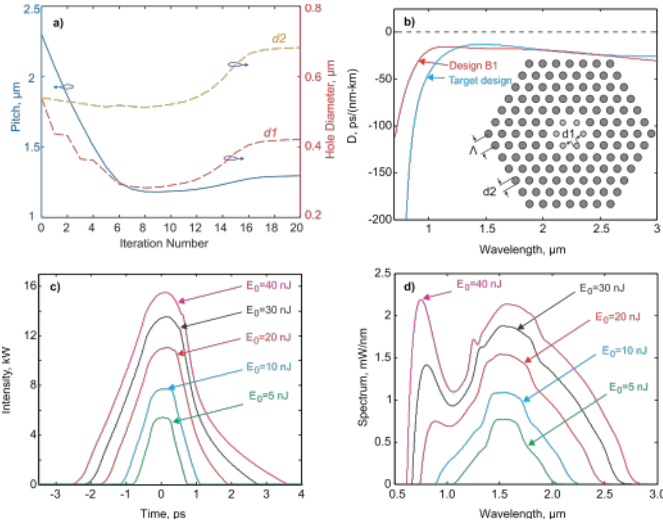 a)
2.5
2
1.5
1
Pitch, µm
0.8
0.6
0.4
0.2
Hole Diameter, µm
d2
d1
0 2 4 6 8 10 12 14 16 18 20
Iteration Number
b)
0
-50
-100
-150
-200
D, ps/(nm·km)
Design B1
Target design
d1
Λ
d2
1 1.5 2 2.5 3
Wavelength, µm
c)
16
12
8
4
0
Intensity, kW
E0=40 nJ
E0=30 nJ
E0=20 nJ
E0=10 nJ
E0=5 nJ
-3 -2 -1 0 1 2 3 4
Time, ps
d)
2.5
2
1.5
1
0.5
0
Spectrum, mW/nm
E0=40 nJ
E0=30 nJ
E0=20 nJ
E0=10 nJ
E0=5 nJ
0.5 1.0 1.5 2.0 2.5 3.0
Wavelength, µm